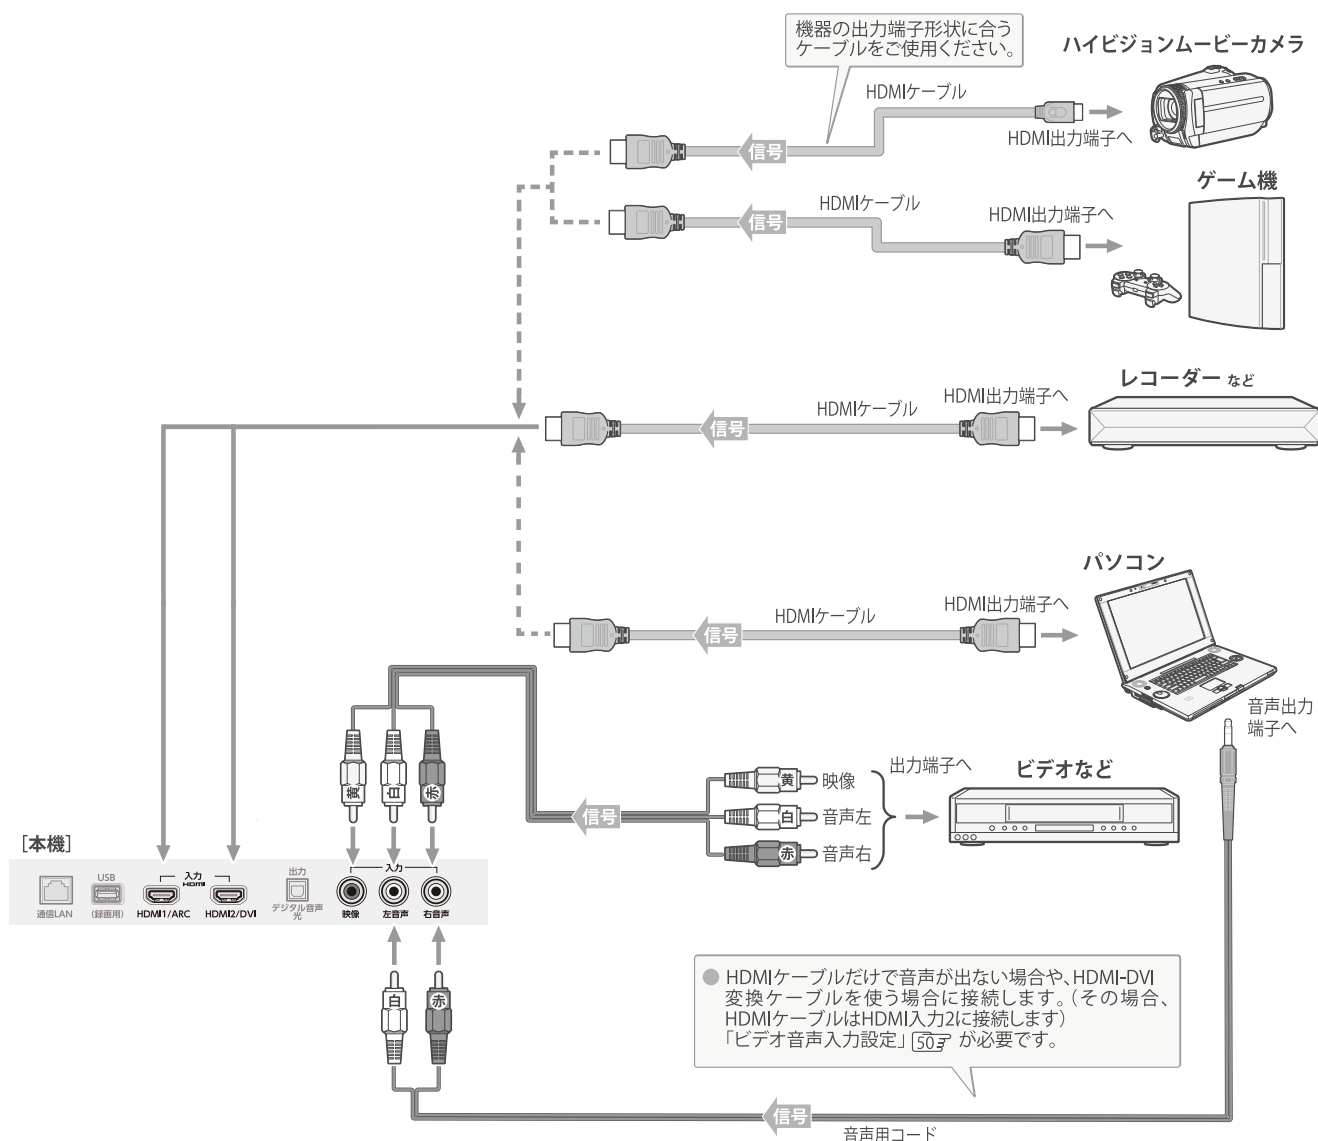 機器の出力端子形状に合う
ケーブルをご使用ください。
ハイビジョンムービーカメラ
HDMIケーブル
HDMI出力端子へ
信号
ゲーム機
HDMIケーブル
HDMI出力端子へ
信号
レコーダー など
HDMI出力端子へ
HDMIケーブル
信号
パソコン
HDMI出力端子へ
HDMIケーブル
信号
音声出力
端子へ
黄
白
赤
出力端子へ
ビデオなど
黄 映像
信号
白 音声左
赤 音声右
[本機]
通信LAN
USB
(録画用)
入力
HDMI
HDMI1/ARC
HDMI2/DVI
出力
デジタル音声
光
入力
映像
左音声
右音声
白
赤
● HDMIケーブルだけで音声が出ない場合や、HDMI-DVI
変換ケーブルを使う場合に接続します。(その場合、
HDMIケーブルはHDMI入力2に接続します)
「ビデオ音声入力設定」50 が必要です。
信号
音声用コード